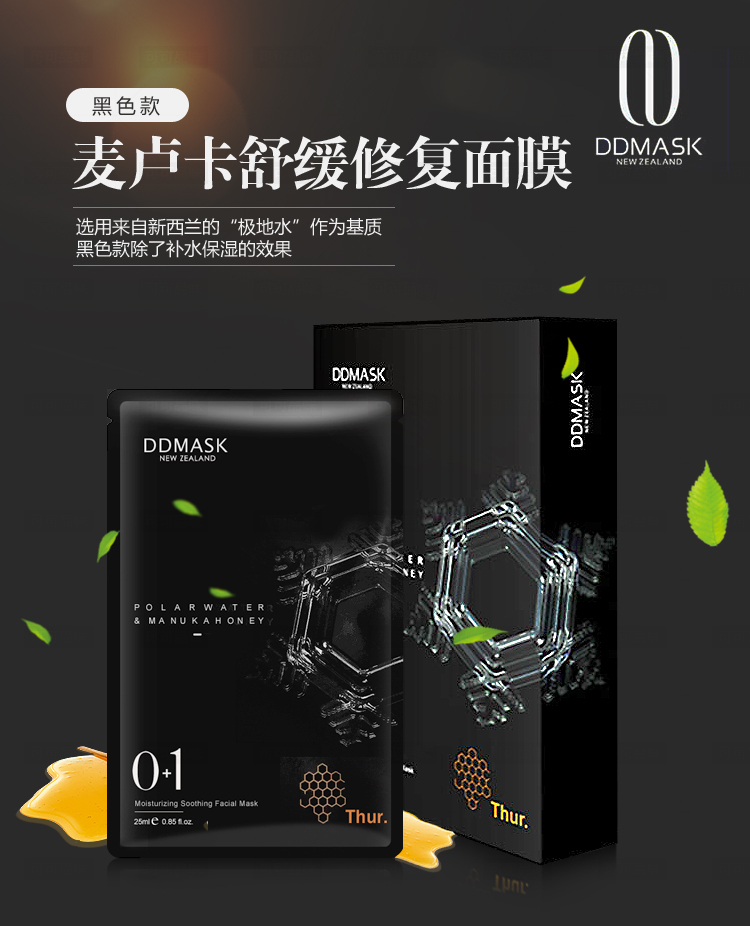 DDMASK
NEW ZEALAND
黑色款
麦卢卡舒缓修复面膜
选用来自新西兰的“极地水”作为基质
黑色款除了补水保湿的效果
DDMASK
NEW ZEALAND
DDMASK
NEW ZEALAND
DDMASK
NEW ZEALAND
POLARWATER
& MANUKAHONEY
ER
NEY
0+1
Moisturizing Soothing Facial Mask
25ml e 0.85 fl.oz.
Thur.
Mask
Thur.